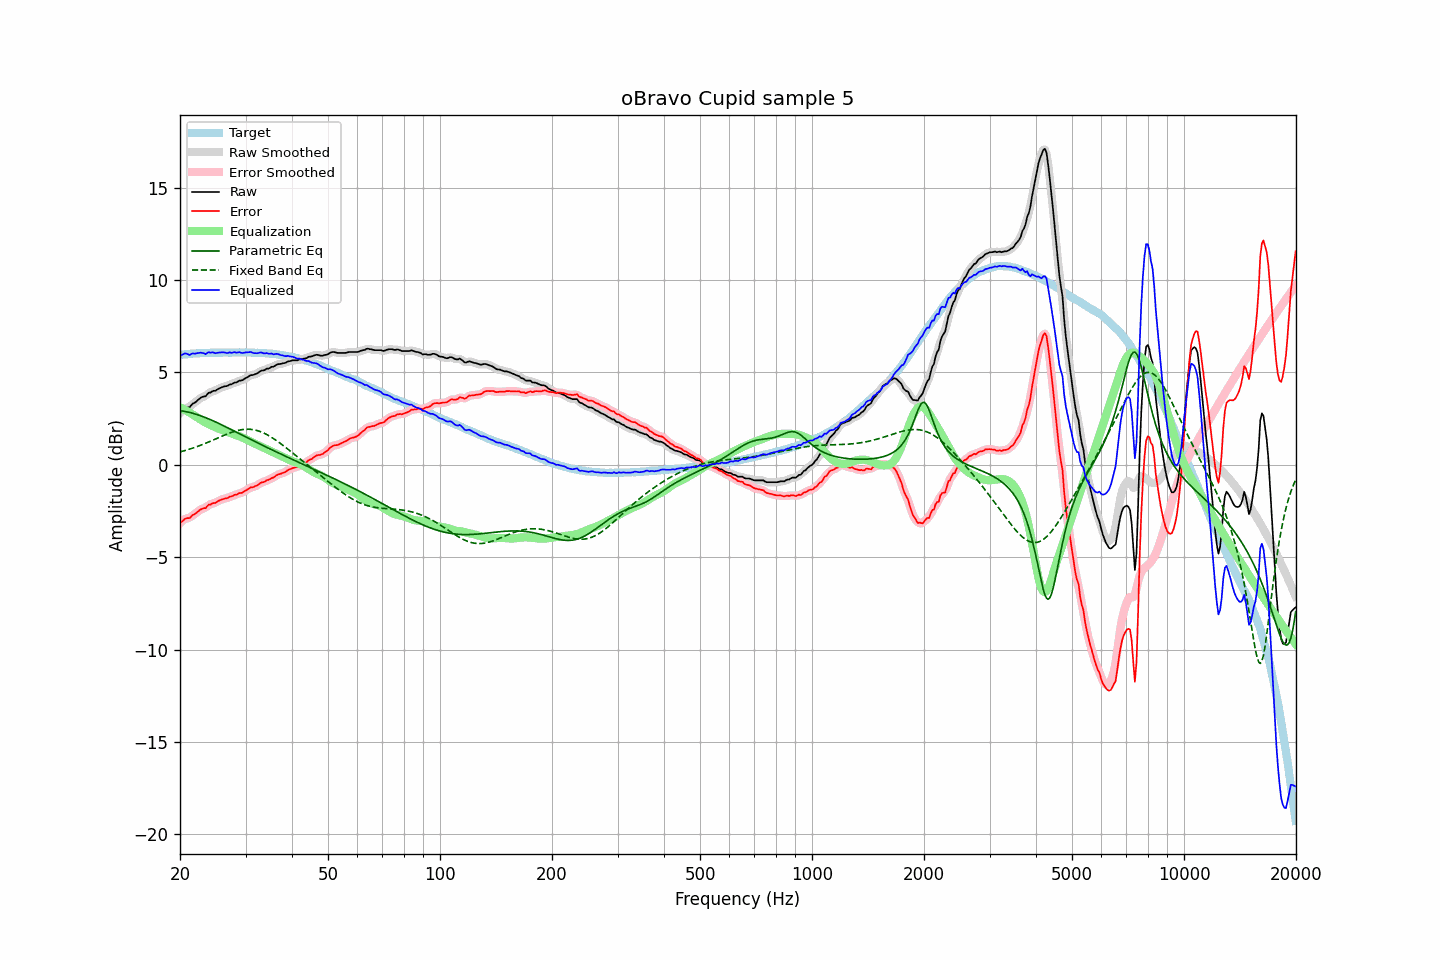 oBravo Cupid sample 5
Target
Raw Smoothed
Error Smoothed
Raw
Error
Equalization
Parametric Eq
Fixed Band Eq
Equalized
Amplitude (dBr)
15
10
5
0
−5
−10
−15
−20
20 50 100 200 500 1000 2000 5000 10000 20000
Frequency (Hz)